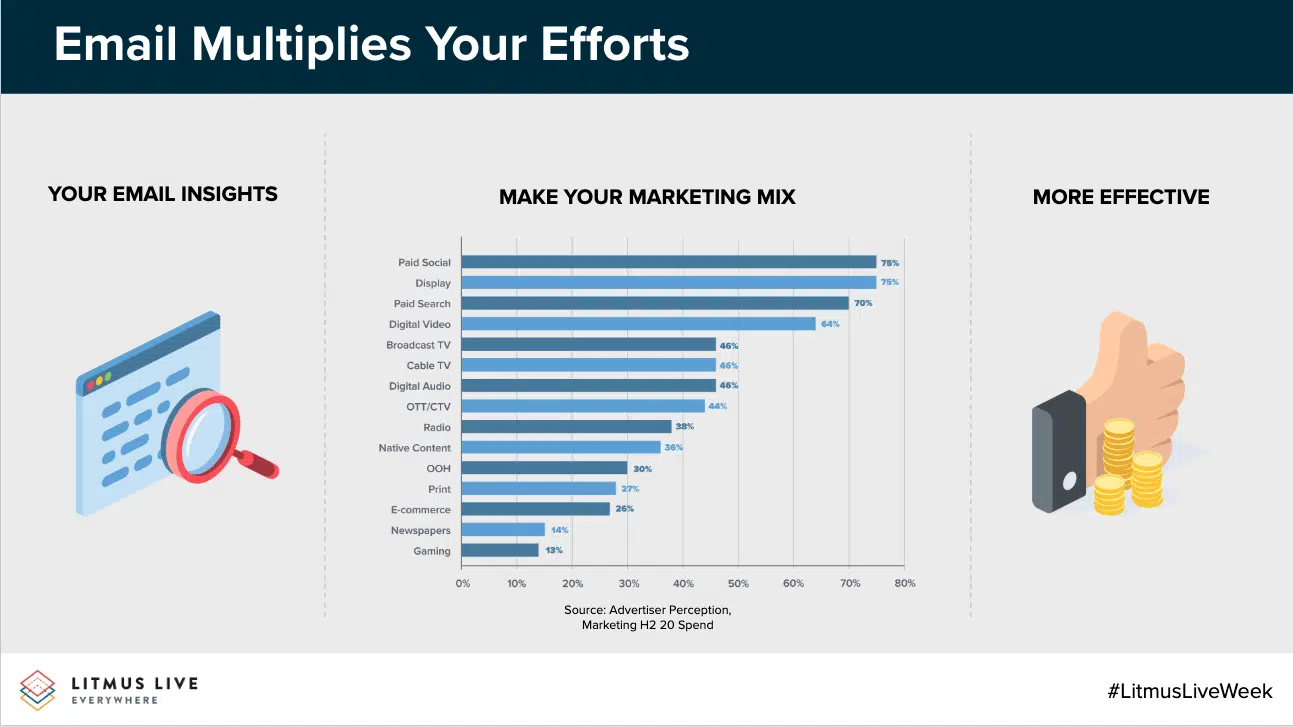 Email Multiplies Your Efforts
YOUR EMAIL INSIGHTS
MAKE YOUR MARKETING MIX
Paid Social 75%
Display 75%
Paid Search 70%
Digital Video 64%
Broadcast TV 46%
Cable TV 46%
Digital Audio 46%
OTT/CTV 44%
Radio 38%
Native Content 36%
OOH 30%
Print 27%
E-commerce 26%
Newspapers 14%
Gaming 13%
0% 10% 20% 30% 40% 50% 60% 70% 80%
Source: Advertiser Perception,
Marketing H2 20 Spend
MORE EFFECTIVE
LITMUS LIVE
EVERYWHERE
#LitmusLiveWeek